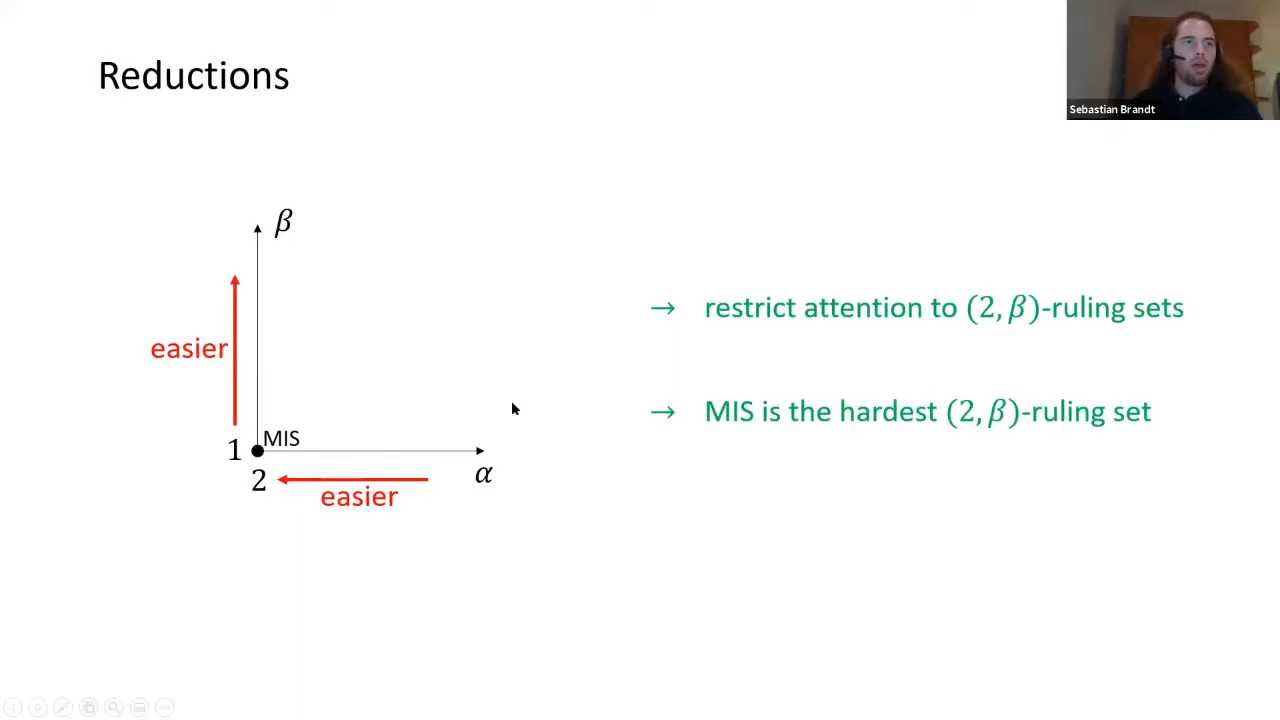 Reductions
Sebastian Brandt
β
→ restrict attention to (2, β)-ruling sets
easier
→ MIS is the hardest (2, β)-ruling set
MIS
1
2
α
easier